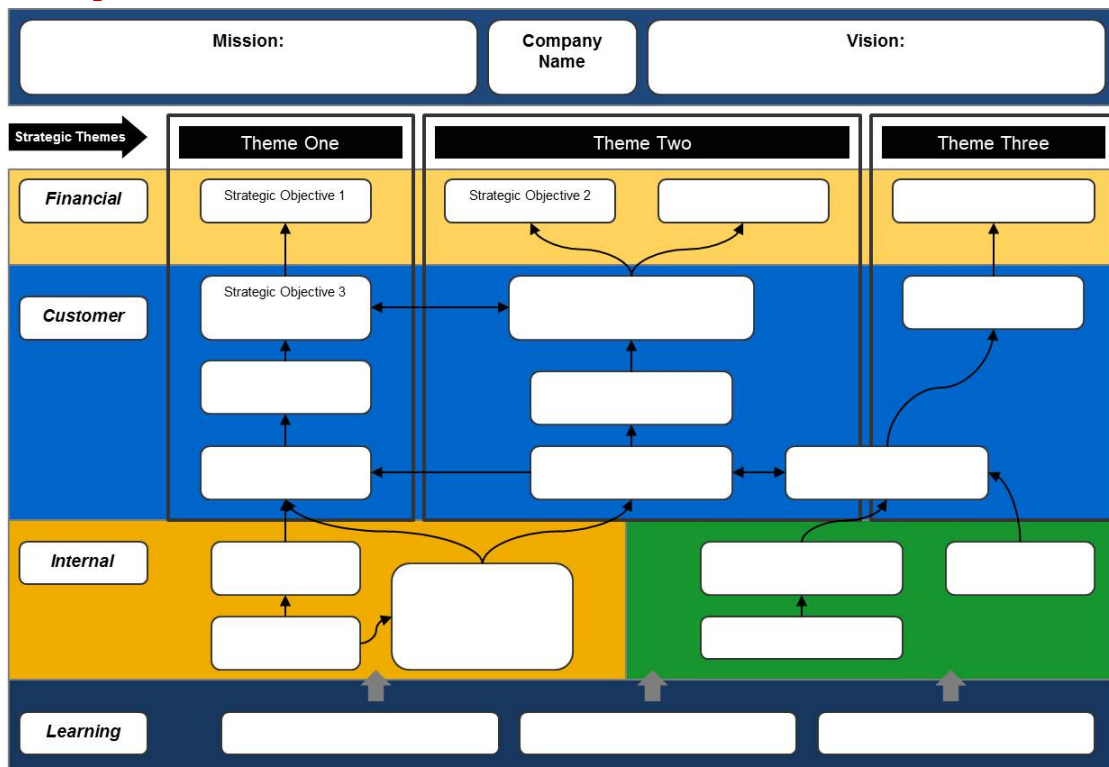 Mission:
Company
Name
Vision:
Strategic Themes
Theme One
Theme Two
Theme Three
Financial
Strategic Objective 1
Strategic Objective 2
Customer
Strategic Objective 3
Internal
Learning